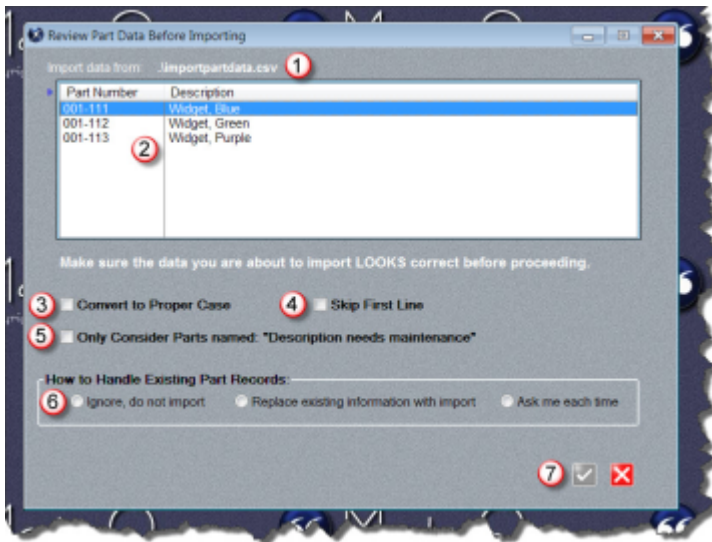 Review Part Data Before Importing
Import data from .\importpartdata.csv 1
Part Number Description
001-111 Widget, Blue
001-112 Widget, Green
001-113 Widget, Purple
2
Make sure the data you are about to import LOOKS correct before proceeding.
3 Convert to Proper Case 4 Skip First Line
5 Only Consider Parts named: "Description needs maintenance"
How to Handle Existing Part Records:
6 Ignore, do not import Replace existing information with import Ask me each time
7